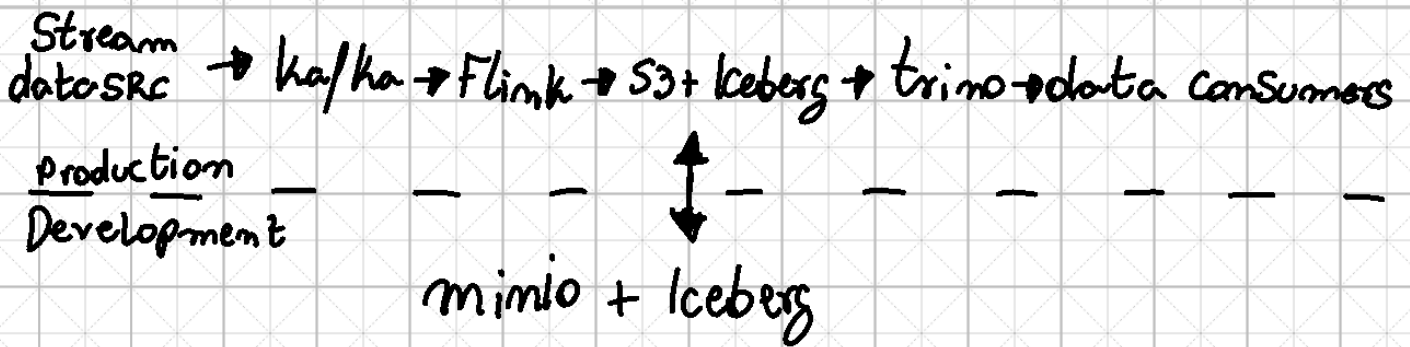 Stream
dataSRC → kafka → Flink → S3 + Iceberg → trino → data consumers
production
Development
minio + Iceberg